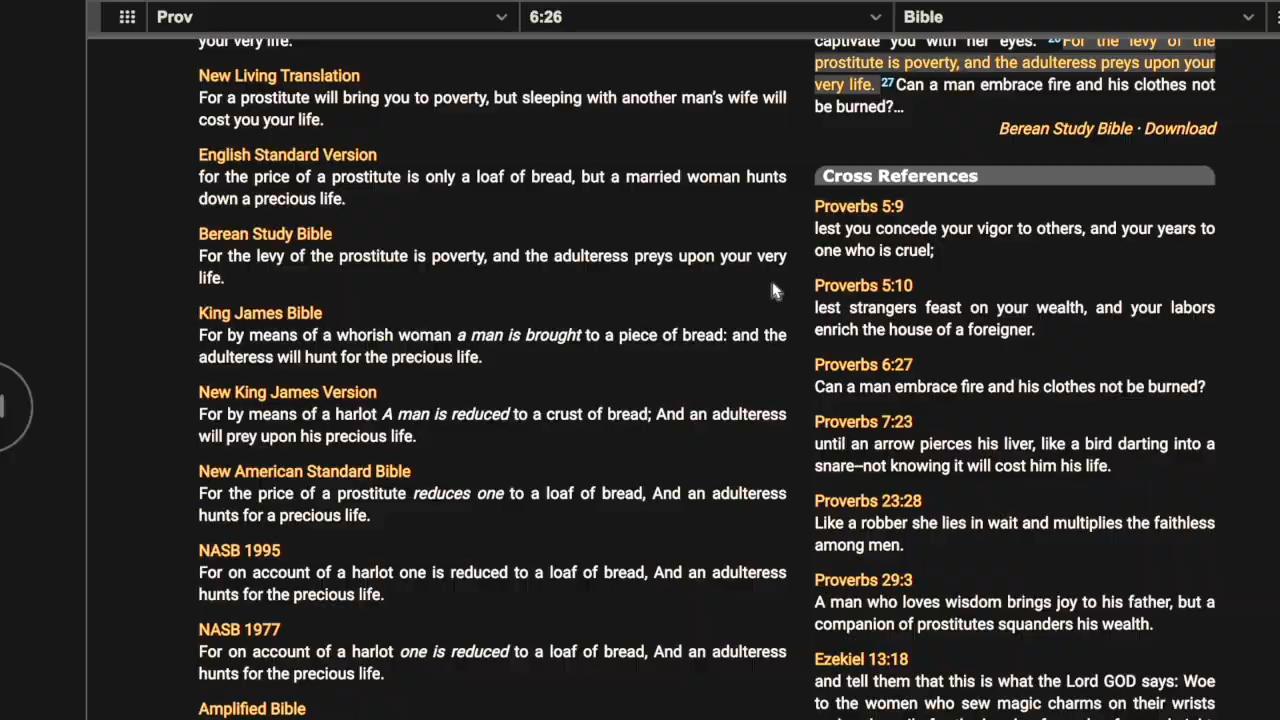 Prov
6:26
Bible
your very life.
New Living Translation
For a prostitute will bring you to poverty, but sleeping with another man's wife will
cost you your life.
English Standard Version
for the price of a prostitute is only a loaf of bread, but a married woman hunts
down a precious life.
Berean Study Bible
For the levy of the prostitute is poverty, and the adulteress preys upon your very
life.
King James Bible
For by means of a whorish woman a man is brought to a piece of bread: and the
adulteress will hunt for the precious life.
New King James Version
For by means of a harlot A man is reduced to a crust of bread; And an adulteress
will prey upon his precious life.
New American Standard Bible
For the price of a prostitute reduces one to a loaf of bread, And an adulteress
hunts for a precious life.
NASB 1995
For on account of a harlot one is reduced to a loaf of bread, And an adulteress
hunts for the precious life.
NASB 1977
For on account of a harlot one is reduced to a loaf of bread, And an adulteress
hunts for the precious life.
Amplified Bible
captivate you with her eyes. 26 For the levy of the
prostitute is poverty, and the adulteress preys upon your
very life. 27 Can a man embrace fire and his clothes not
be burned?…
Berean Study Bible · Download
Cross References
Proverbs 5:9
lest you concede your vigor to others, and your years to
one who is cruel;
Proverbs 5:10
lest strangers feast on your wealth, and your labors
enrich the house of a foreigner.
Proverbs 6:27
Can a man embrace fire and his clothes not be burned?
Proverbs 7:23
until an arrow pierces his liver, like a bird darting into a
snare--not knowing it will cost him his life.
Proverbs 23:28
Like a robber she lies in wait and multiplies the faithless
among men.
Proverbs 29:3
A man who loves wisdom brings joy to his father, but a
companion of prostitutes squanders his wealth.
Ezekiel 13:18
and tell them that this is what the Lord GOD says: Woe
to the women who sew magic charms on their wrists